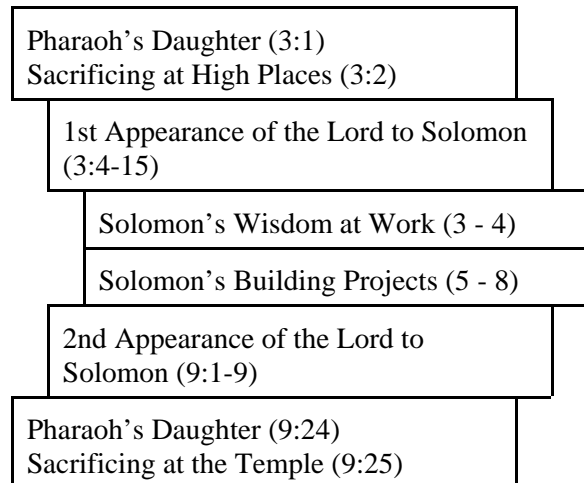 Pharaoh’s Daughter (3:1)
Sacrificing at High Places (3:2)
1st Appearance of the Lord to Solomon
(3:4-15)
Solomon’s Wisdom at Work (3 - 4)
Solomon’s Building Projects (5 - 8)
2nd Appearance of the Lord to
Solomon (9:1-9)
Pharaoh’s Daughter (9:24)
Sacrificing at the Temple (9:25)